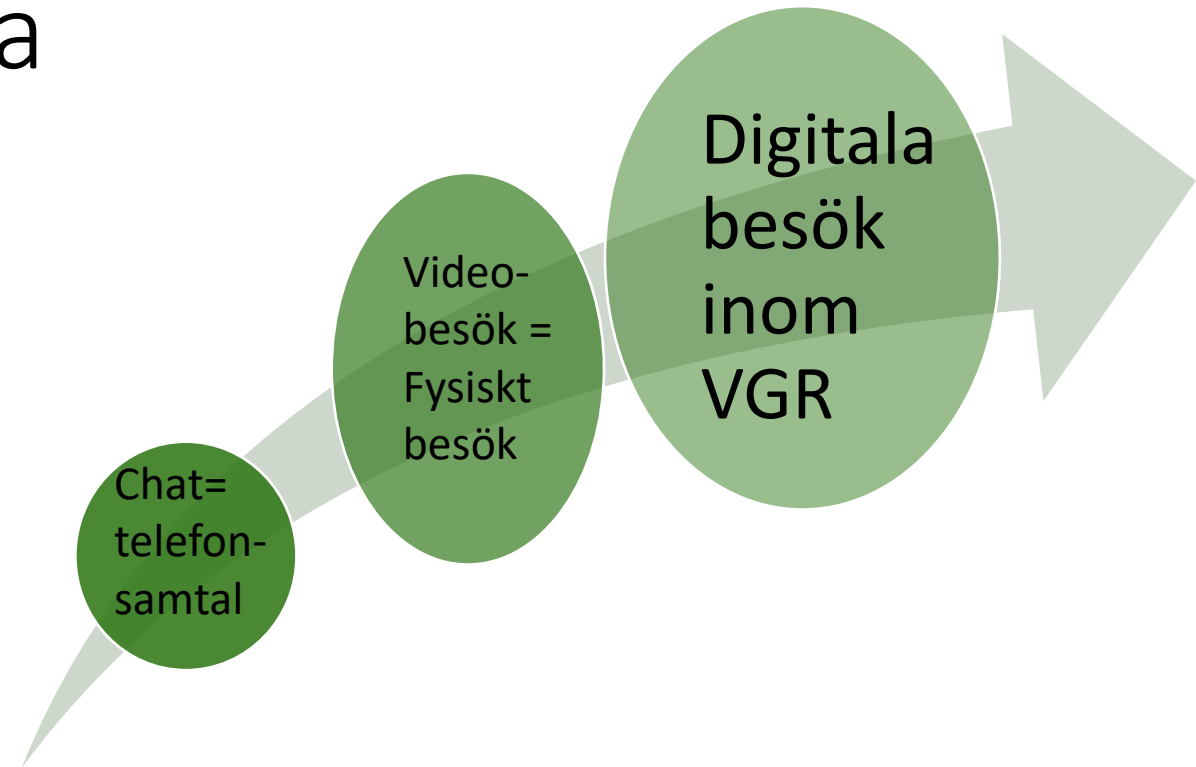 a
Digitala
besök
inom
VGR
Video-
besök =
Fysiskt
besök
Chat=
telefon-
samtal